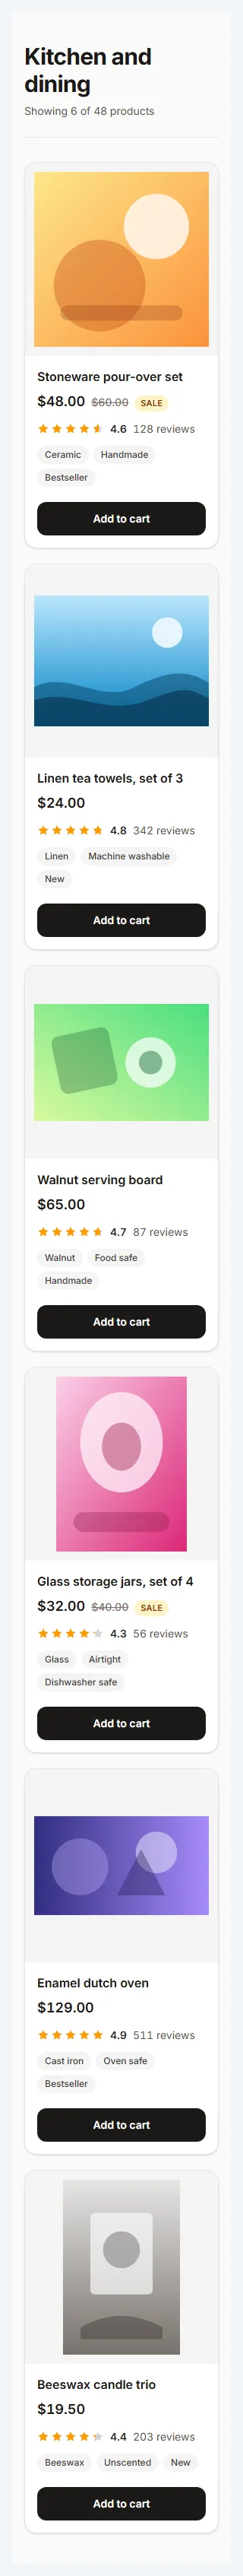 Kitchen and
dining
Showing 6 of 48 products
Stoneware pour-over set
$48.00 $60.00 SALE
4.6 128 reviews
Ceramic Handmade
Bestseller
Add to cart
Linen tea towels, set of 3
$24.00
4.8 342 reviews
Linen Machine washable
New
Add to cart
Walnut serving board
$65.00
4.7 87 reviews
Walnut Food safe
Handmade
Add to cart
Glass storage jars, set of 4
$32.00 $40.00 SALE
4.3 56 reviews
Glass Airtight
Dishwasher safe
Add to cart
Enamel dutch oven
$129.00
4.9 511 reviews
Cast iron Oven safe
Bestseller
Add to cart
Beeswax candle trio
$19.50
4.4 203 reviews
Beeswax Unscented New
Add to cart